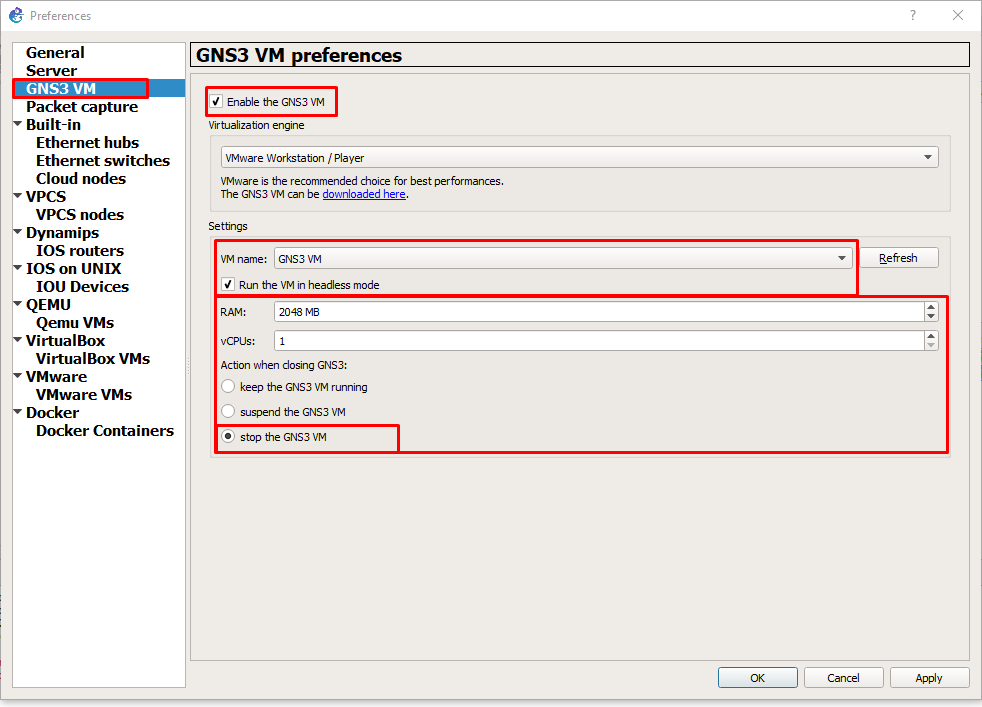 Preferences
General
Server
GNS3 VM
Packet capture
Built-in
Ethernet hubs
Ethernet switches
Cloud nodes
VPCS
VPCS nodes
Dynamips
IOS routers
IOS on UNIX
IOU Devices
QEMU
Qemu VMs
VirtualBox
VirtualBox VMs
VMware
VMware VMs
Docker
Docker Containers
GNS3 VM preferences
Enable the GNS3 VM
Virtualization engine
VMware Workstation / Player
VMware is the recommended choice for best performances.
The GNS3 VM can be downloaded here.
Settings
VM name: GNS3 VM Refresh
Run the VM in headless mode
RAM: 2048 MB
vCPUs: 1
Action when closing GNS3:
keep the GNS3 VM running
suspend the GNS3 VM
stop the GNS3 VM
OK Cancel Apply